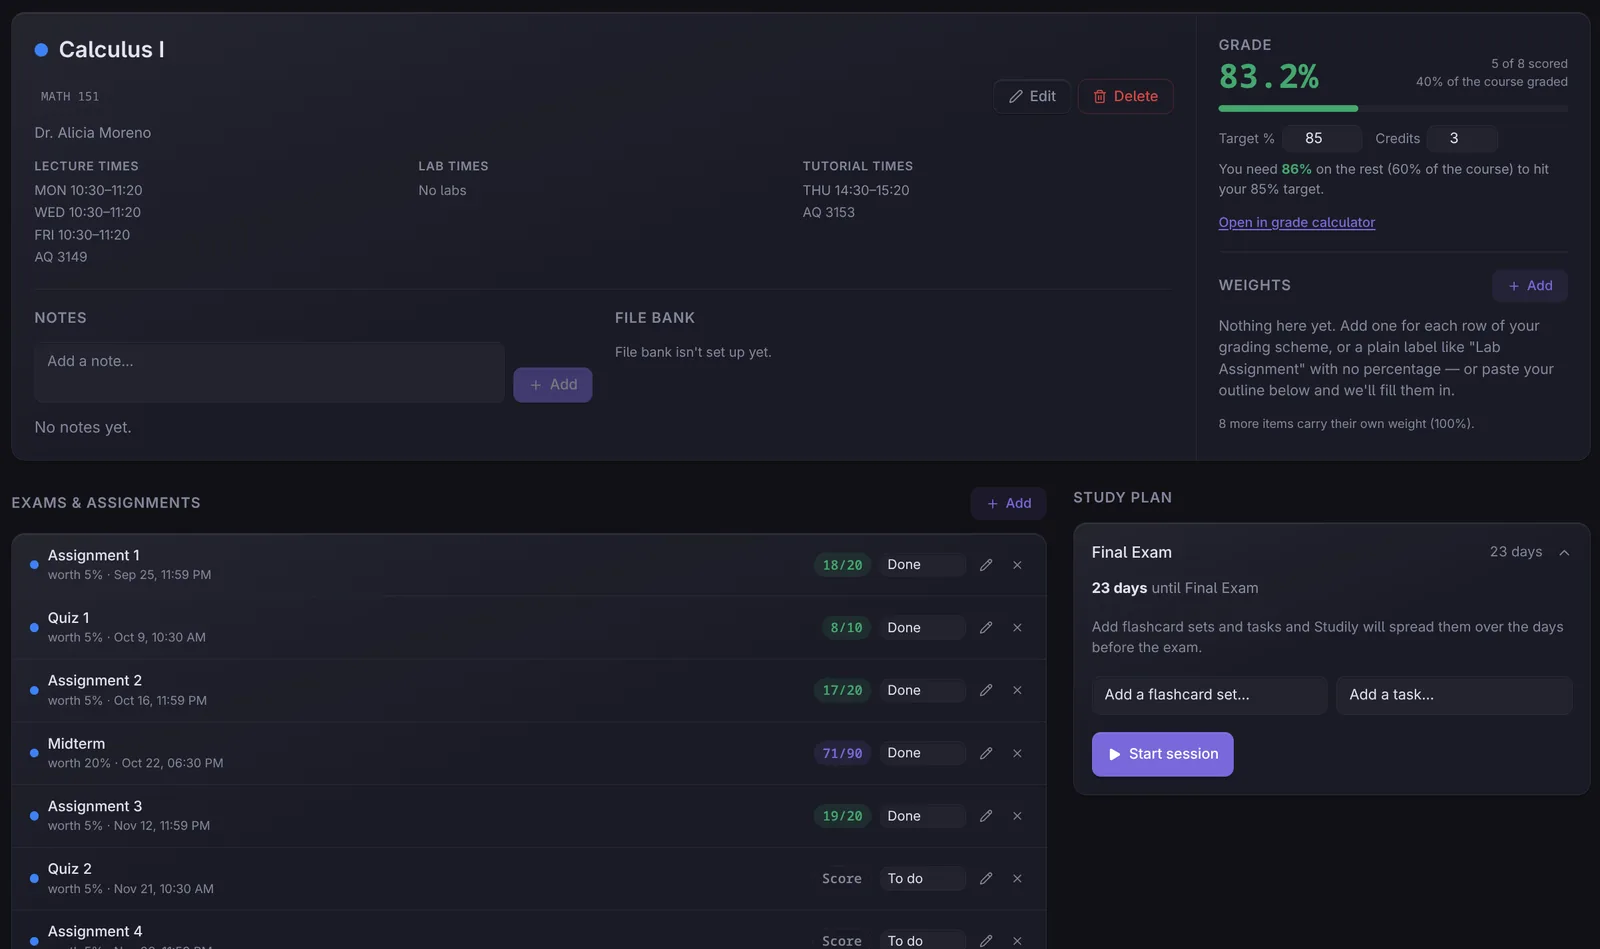 Calculus I
MATH 151
Edit
Delete
Dr. Alicia Moreno
LECTURE TIMES
MON 10:30–11:20
WED 10:30–11:20
FRI 10:30–11:20
AQ 3149
LAB TIMES
No labs
TUTORIAL TIMES
THU 14:30–15:20
AQ 3153
NOTES
Add a note...
+ Add
No notes yet.
FILE BANK
File bank isn't set up yet.
GRADE
83.2%
5 of 8 scored
40% of the course graded
Target % 85 Credits 3
You need 86% on the rest (60% of the course) to hit
your 85% target.
Open in grade calculator
WEIGHTS
+ Add
Nothing here yet. Add one for each row of your
grading scheme, or a plain label like "Lab
Assignment" with no percentage — or paste your
outline below and we'll fill them in.
8 more items carry their own weight (100%).
EXAMS & ASSIGNMENTS
+ Add
Assignment 1
worth 5% · Sep 25, 11:59 PM
18/20 Done
Quiz 1
worth 5% · Oct 9, 10:30 AM
8/10 Done
Assignment 2
worth 5% · Oct 16, 11:59 PM
17/20 Done
Midterm
worth 20% · Oct 22, 06:30 PM
71/90 Done
Assignment 3
worth 5% · Nov 12, 11:59 PM
19/20 Done
Quiz 2
worth 5% · Nov 21, 10:30 AM
Score To do
Assignment 4
Score To do
STUDY PLAN
Final Exam
23 days
23 days until Final Exam
Add flashcard sets and tasks and Studily will spread them over the days
before the exam.
Add a flashcard set...
Add a task...
Start session